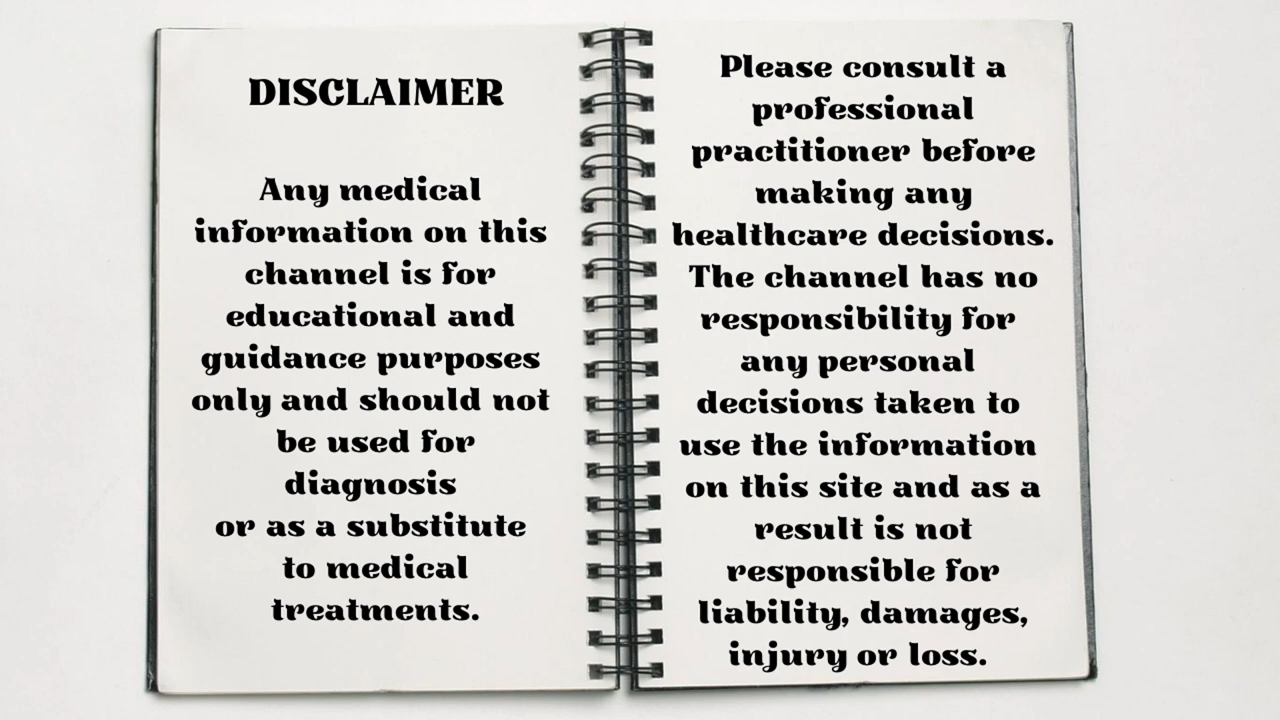 DISCLAIMER
Any medical
information on this
channel is for
educational and
guidance purposes
only and should not
be used for
diagnosis
or as a substitute
to medical
treatments.
Please consult a
professional
practitioner before
making any
healthcare decisions.
The channel has no
responsibility for
any personal
decisions taken to
use the information
on this site and as a
result is not
responsible for
liability, damages,
injury or loss.